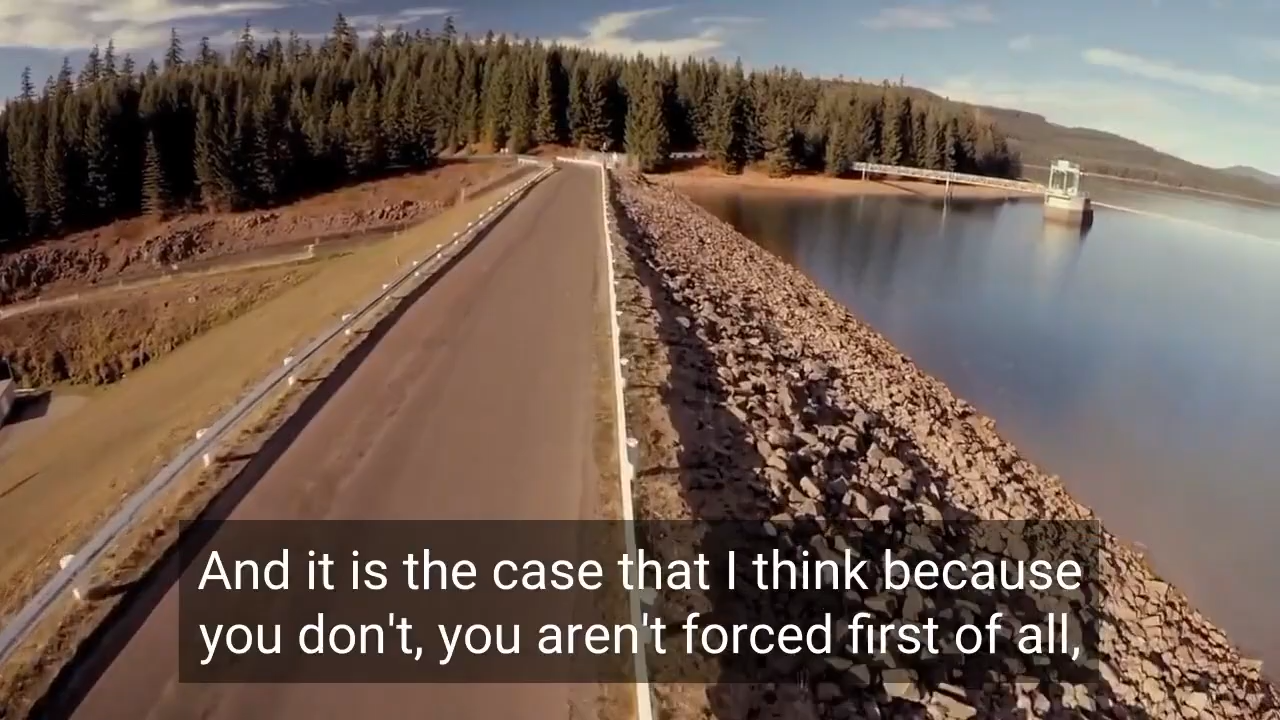 And it is the case that I think because
you don't, you aren't forced first of all,